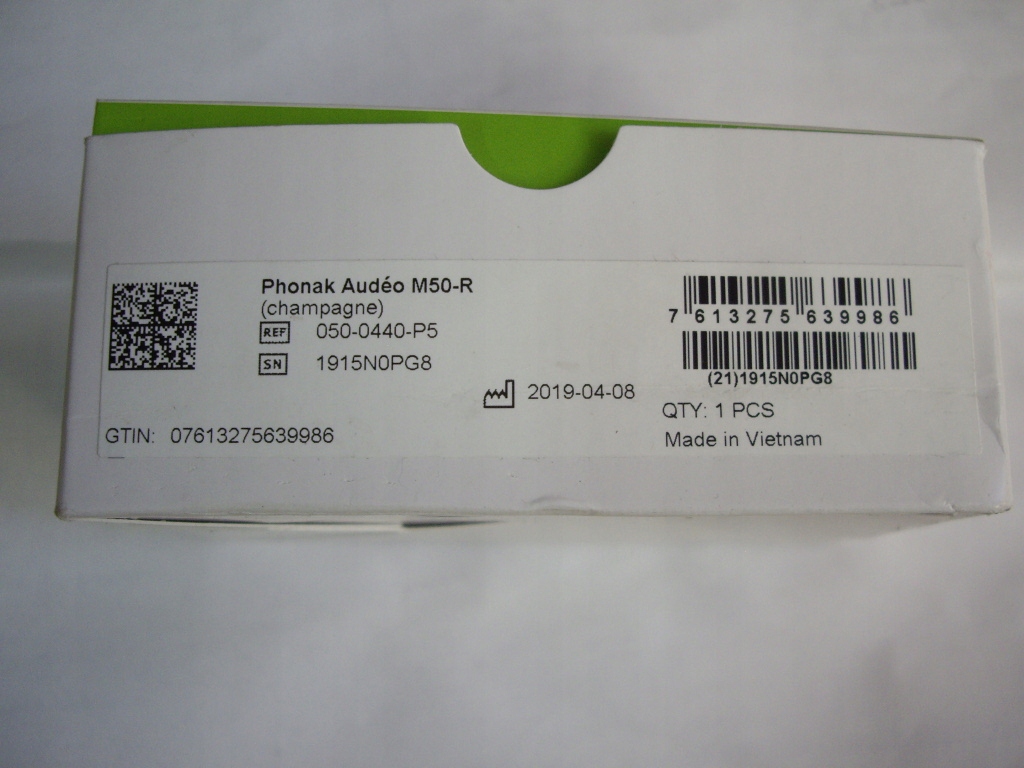 Phonak Audéo M50-R
(champagne)
REF 050-0440-P5
SN 1915N0PG8
2019-04-08
GTIN: 07613275639986
7 613275 639986
(21)1915N0PG8
QTY: 1 PCS
Made in Vietnam